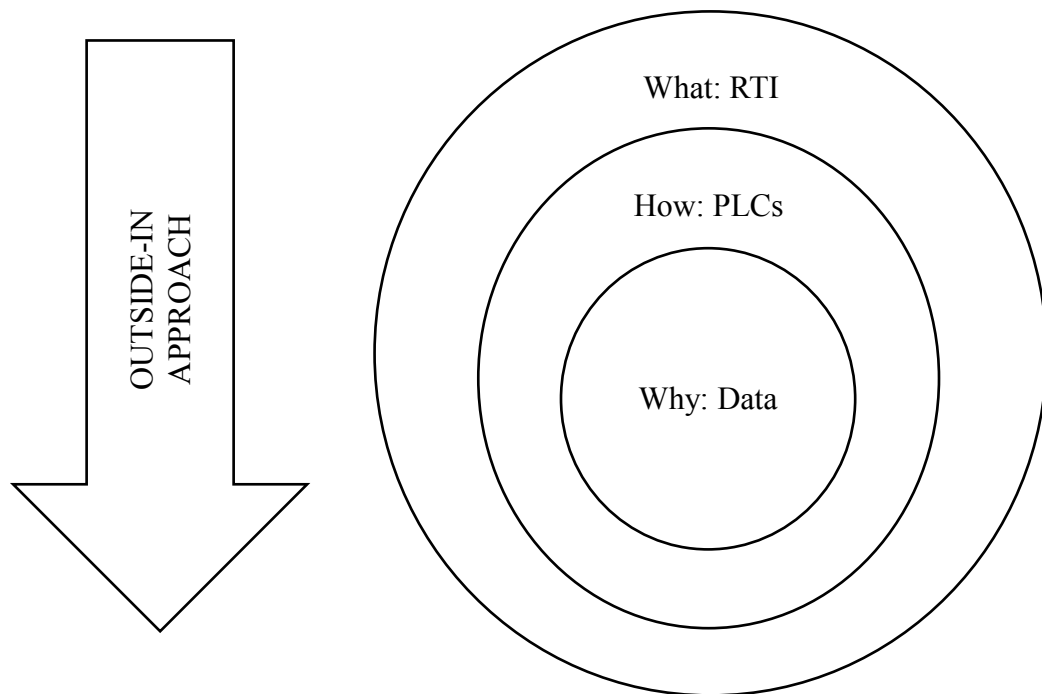 OUTSIDE-IN
APPROACH
What: RTI
How: PLCs
Why: Data